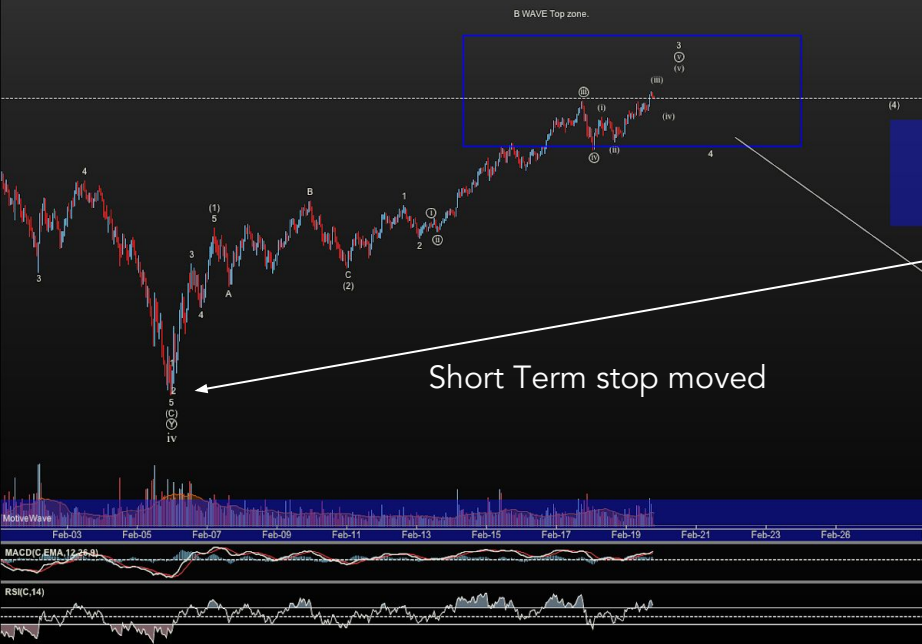 B WAVE Top zone.
3
v
(v)
(iii)
iii
(i)
(iv)
(4)
iv
(ii)
4
4
B
1
(1)
5
i
2
ii
3
3
C
(2)
A
4
1
2
5
(C)
Y
iv
Short Term stop moved
MotiveWave
Feb-03 Feb-05 Feb-07 Feb-09 Feb-11 Feb-13 Feb-15 Feb-17 Feb-19 Feb-21 Feb-23 Feb-26
MACD(C,EMA,12,26,9)
RSI(C,14)